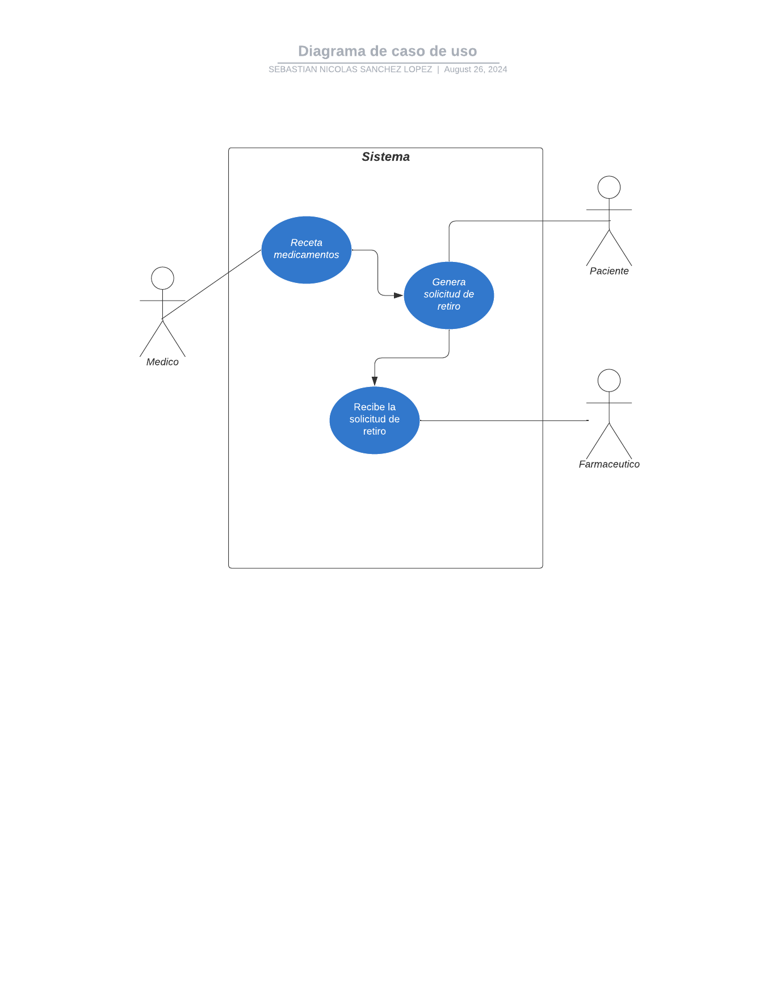 Diagrama de caso de uso
SEBASTIAN NICOLAS SANCHEZ LOPEZ | August 26, 2024
Sistema
Receta
medicamentos
Genera
solicitud de
retiro
Paciente
Medico
Recibe la
solicitud de
retiro
Farmaceutico